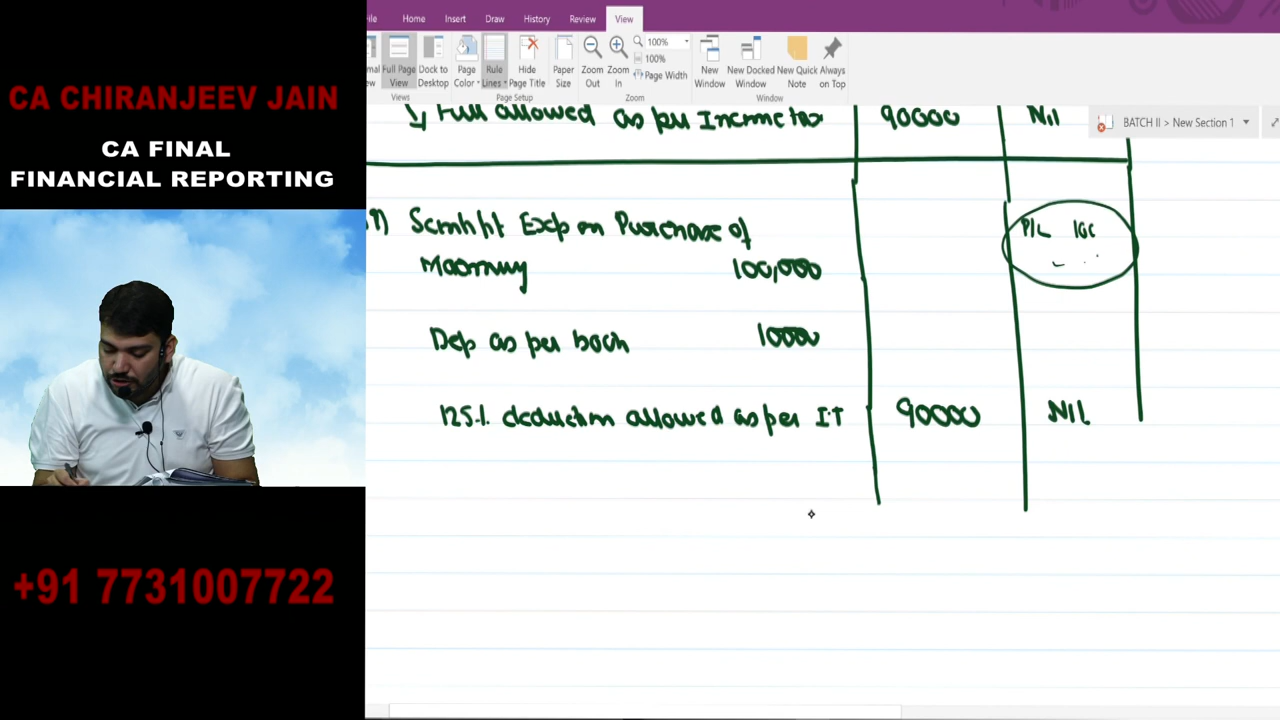 File Home Insert Draw History Review View
Full Page View
Dock to Desktop
Page Color
Rule Lines
Hide Page Title
Paper Size
Zoom Out
Zoom In
100%
100%
Page Width
New Window
New Docked Window
New Quick Note
Always on Top
Views Page Setup Zoom Window
BATCH II > New Section 1
CA CHIRANJEEV JAIN
CA FINAL
FINANCIAL REPORTING
+91 7731007722
Full allowed as per Income tax 90000 Nil
Exp on Purchase of
100,000
P/L
Dep as per book 10000
125% deduction allowed as per I.T 90000 NIL